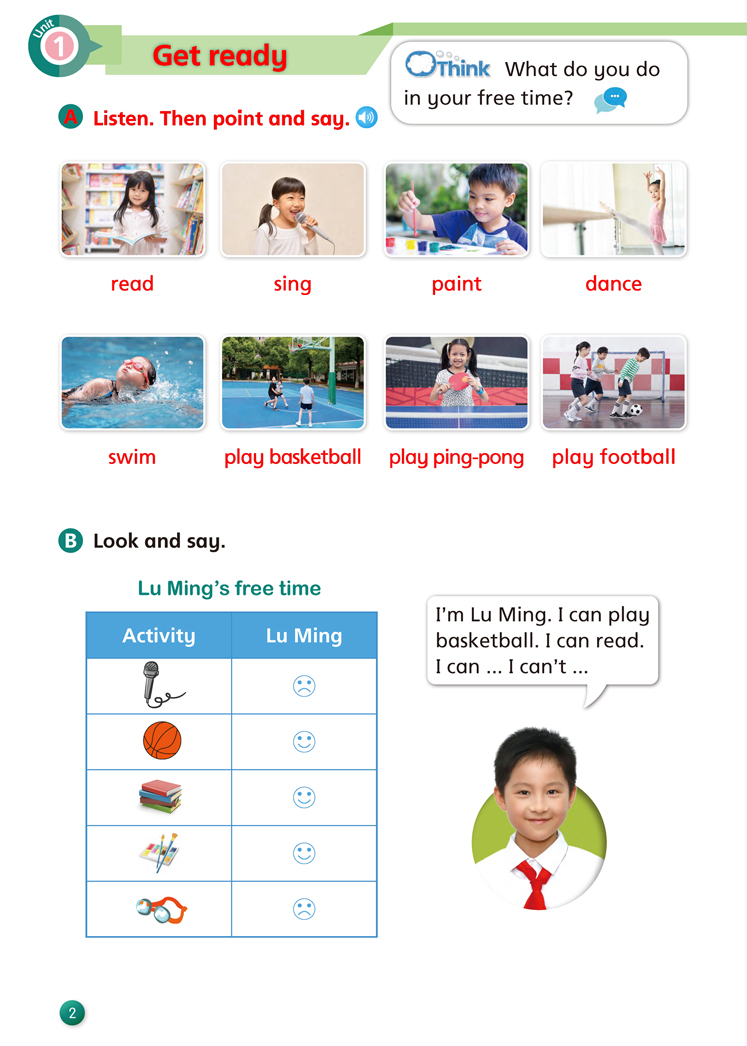 Unit
1
Get ready
Think What do you do
in your free time?
A Listen. Then point and say.
read sing paint dance
swim play basketball play ping-pong play football
B Look and say.
Lu Ming's free time
Activity Lu Ming
I'm Lu Ming. I can play
basketball. I can read.
I can ... I can't ...
2